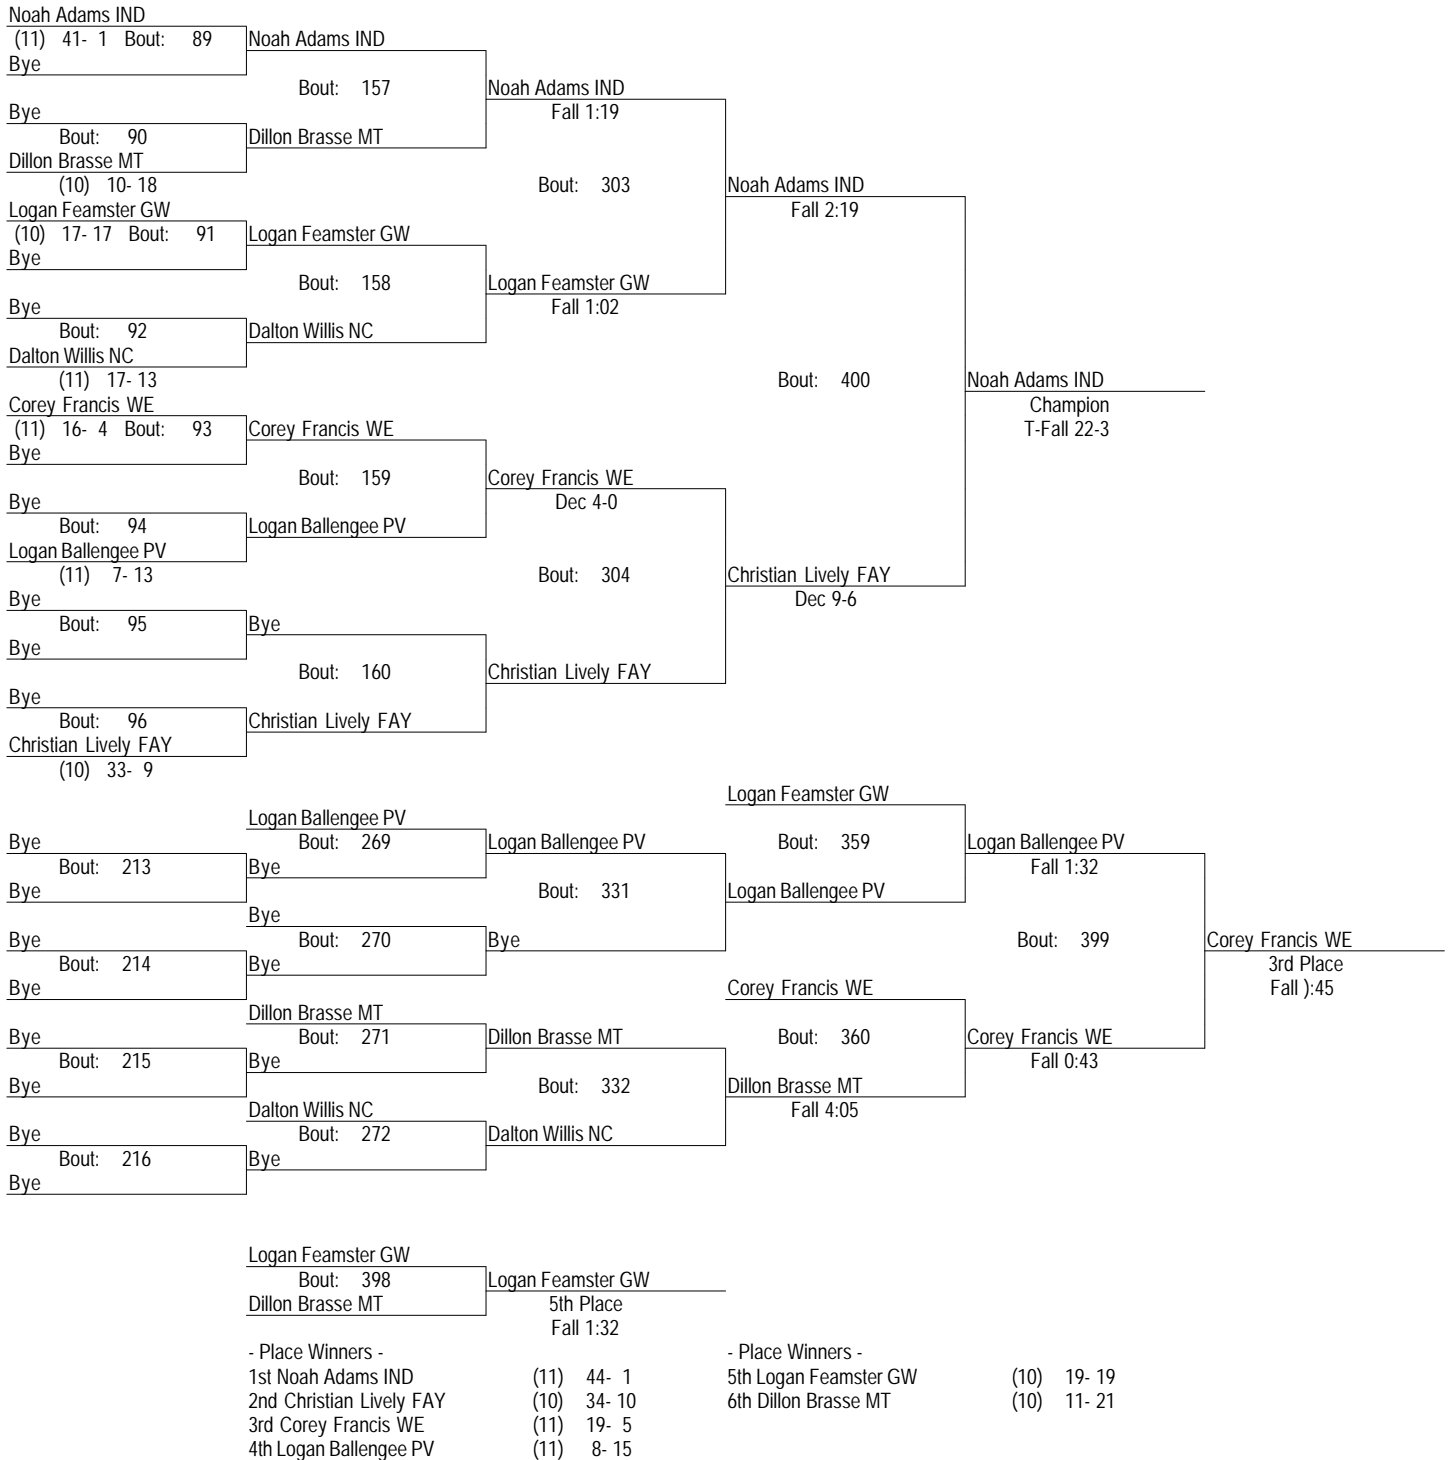 Noah Adams IND
(11) 41- 1 Bout: 89 Noah Adams IND
Bye
Bout: 157 Noah Adams IND
Bye Fall 1:19
Bout: 90 Dillon Brasse MT
Dillon Brasse MT
(10) 10- 18 Bout: 303 Noah Adams IND
Logan Feamster GW Fall 2:19
(10) 17- 17 Bout: 91 Logan Feamster GW
Bye
Bout: 158 Logan Feamster GW
Bye Fall 1:02
Bout: 92 Dalton Willis NC
Dalton Willis NC
(11) 17- 13 Bout: 400 Noah Adams IND
Corey Francis WE Champion
(11) 16- 4 Bout: 93 Corey Francis WE T-Fall 22-3
Bye
Bout: 159 Corey Francis WE
Bye Dec 4-0
Bout: 94 Logan Ballengee PV
Logan Ballengee PV
(11) 7- 13 Bout: 304 Christian Lively FAY
Bye Dec 9-6
Bout: 95 Bye
Bye
Bout: 160 Christian Lively FAY
Bye
Bout: 96 Christian Lively FAY
Christian Lively FAY
(10) 33- 9
Logan Feamster GW
Logan Ballengee PV
Bye Bout: 269 Logan Ballengee PV Bout: 359 Logan Ballengee PV
Bout: 213 Bye Fall 1:32
Bye Bout: 331 Logan Ballengee PV
Bye
Bye Bout: 270 Bye Bout: 399 Corey Francis WE
Bout: 214 Bye 3rd Place
Bye Corey Francis WE Fall ):45
Dillon Brasse MT
Bye Bout: 271 Dillon Brasse MT Bout: 360 Corey Francis WE
Bout: 215 Bye Fall 0:43
Bye Bout: 332 Dillon Brasse MT
Dalton Willis NC Fall 4:05
Bye Bout: 272 Dalton Willis NC
Bout: 216 Bye
Bye
Logan Feamster GW
Bout: 398 Logan Feamster GW
Dillon Brasse MT 5th Place
Fall 1:32
- Place Winners - - Place Winners -
1st Noah Adams IND (11) 44- 1 5th Logan Feamster GW (10) 19- 19
2nd Christian Lively FAY (10) 34- 10 6th Dillon Brasse MT (10) 11- 21
3rd Corey Francis WE (11) 19- 5
4th Logan Ballengee PV (11) 8- 15